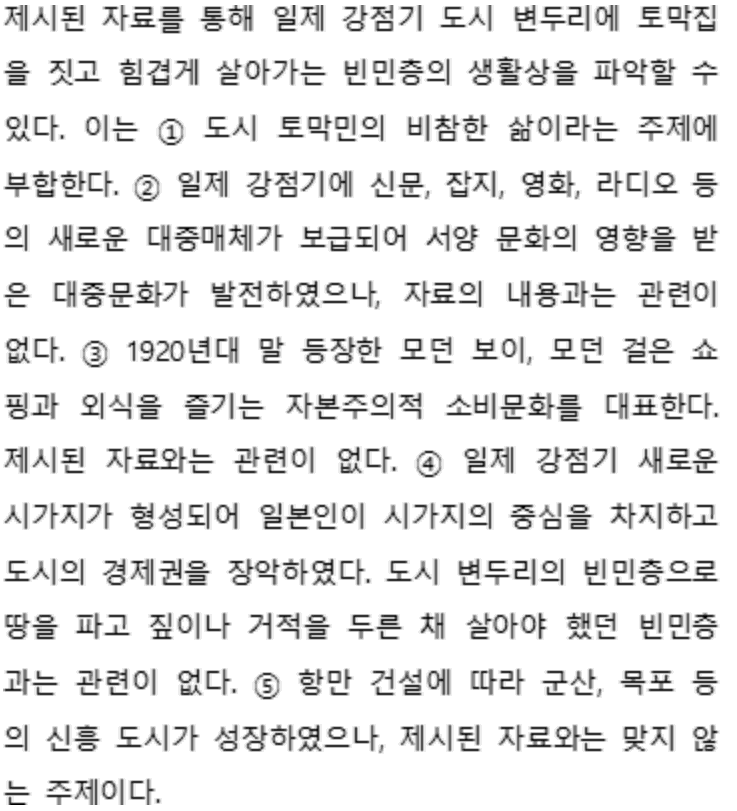 제시된 자료를 통해 일제 강점기 도시 변두리에 토막집
을 짓고 힘겹게 살아가는 빈민층의 생활상을 파악할 수
있다. 이는 ① 도시 토막민의 비참한 삶이라는 주제에
부합한다. ② 일제 강점기에 신문, 잡지, 영화, 라디오 등
의 새로운 대중매체가 보급되어 서양 문화의 영향을 받
은 대중문화가 발전하였으나, 자료의 내용과는 관련이
없다. ③ 1920년대 말 등장한 모던 보이, 모던 걸은 쇼
핑과 외식을 즐기는 자본주의적 소비문화를 대표한다.
제시된 자료와는 관련이 없다. ④ 일제 강점기 새로운
시가지가 형성되어 일본인이 시가지의 중심을 차지하고
도시의 경제권을 장악하였다. 도시 변두리의 빈민층으로
땅을 파고 짚이나 거적을 두른 채 살아야 했던 빈민층
과는 관련이 없다. ⑤ 항만 건설에 따라 군산, 목포 등
의 신흥 도시가 성장하였으나, 제시된 자료와는 맞지 않
는 주제이다.